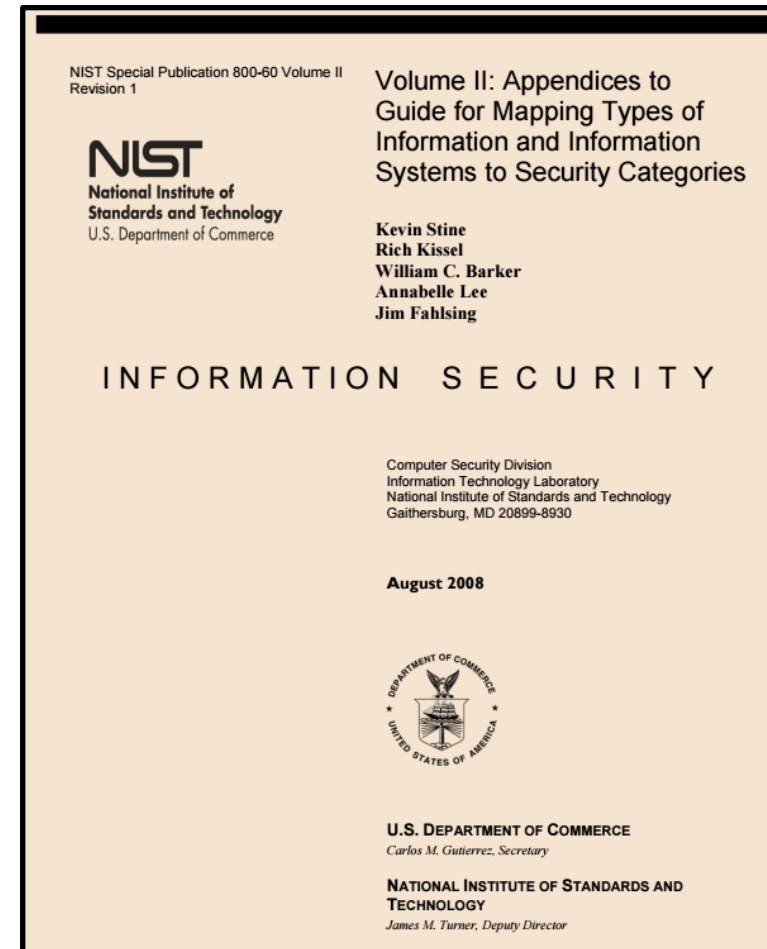 NIST Special Publication 800-60 Volume II
Revision 1
NIST
National Institute of
Standards and Technology
U.S. Department of Commerce
Volume II: Appendices to
Guide for Mapping Types of
Information and Information
Systems to Security Categories
Kevin Stine
Rich Kissel
William C. Barker
Annabelle Lee
Jim Fahlsing
INFORMATION SECURITY
Computer Security Division
Information Technology Laboratory
National Institute of Standards and Technology
Gaithersburg, MD 20899-8930
August 2008
DEPARTMENT OF COMMERCE
UNITED STATES OF AMERICA
U.S. DEPARTMENT OF COMMERCE
Carlos M. Gutierrez, Secretary
NATIONAL INSTITUTE OF STANDARDS AND
TECHNOLOGY
James M. Turner, Deputy Director